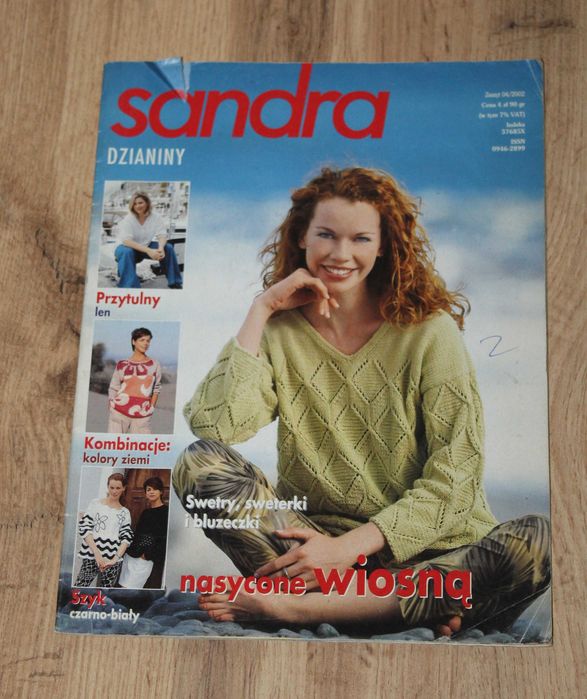 sandra
DZIANINY
Zeszyt 04/2002
Cena 4 zł 90 gr
(w tym 7% VAT)
Indeks
37685X
ISSN
0946-2899
Przytulny
len
Kombinacje:
kolory ziemi
Szyk
czarno-biały
Swetry, sweterki
i bluzeczki
nasycone wiosną
2